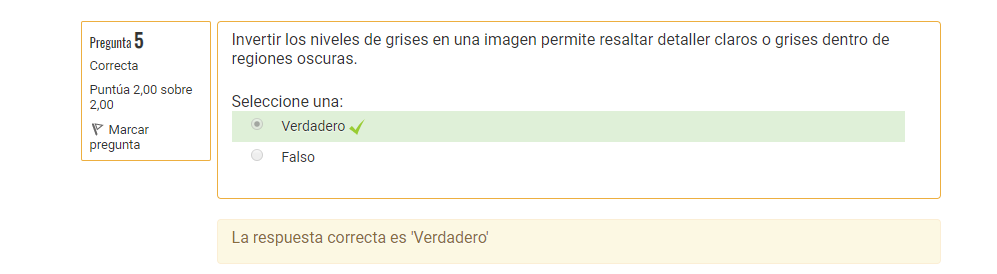 Pregunta 5
Correcta
Puntúa 2,00 sobre
2,00
Marcar
pregunta
Invertir los niveles de grises en una imagen permite resaltar detaller claros o grises dentro de
regiones oscuras.
Seleccione una:
Verdadero
Falso
La respuesta correcta es 'Verdadero'